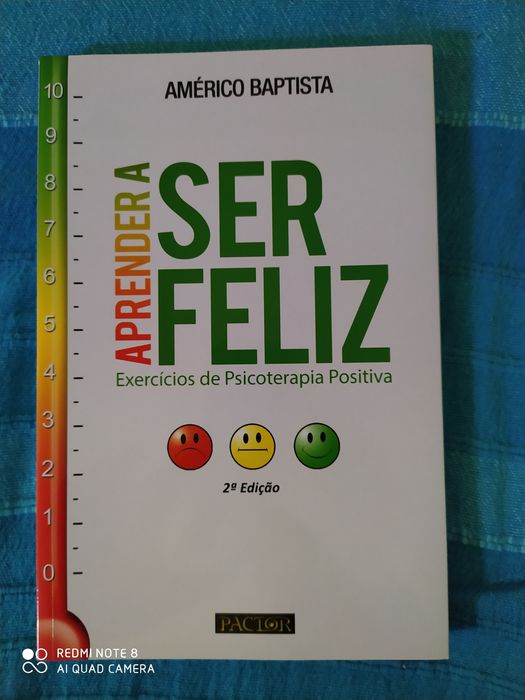 AMÉRICO BAPTISTA
APRENDER A
SER
FELIZ
Exercícios de Psicoterapia Positiva
2ª Edição
PACTOR
10
9
8
7
6
5
4
3
2
1
0
REDMI NOTE 8
AI QUAD CAMERA